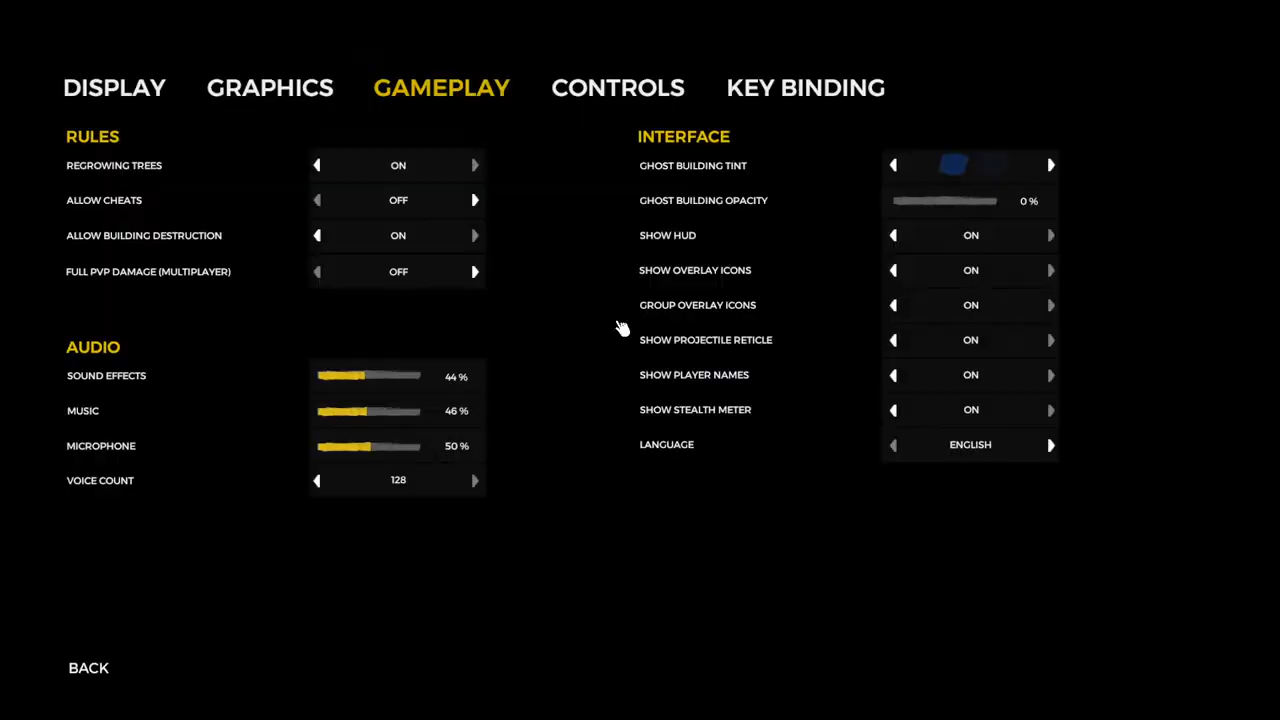 DISPLAY GRAPHICS GAMEPLAY CONTROLS KEY BINDING
RULES
REGROWING TREES ON
ALLOW CHEATS OFF
ALLOW BUILDING DESTRUCTION ON
FULL PVP DAMAGE (MULTIPLAYER) OFF
AUDIO
SOUND EFFECTS 44 %
MUSIC 46 %
MICROPHONE 50 %
VOICE COUNT 128
INTERFACE
GHOST BUILDING TINT
GHOST BUILDING OPACITY 0 %
SHOW HUD ON
SHOW OVERLAY ICONS ON
GROUP OVERLAY ICONS ON
SHOW PROJECTILE RETICLE ON
SHOW PLAYER NAMES ON
SHOW STEALTH METER ON
LANGUAGE ENGLISH
BACK